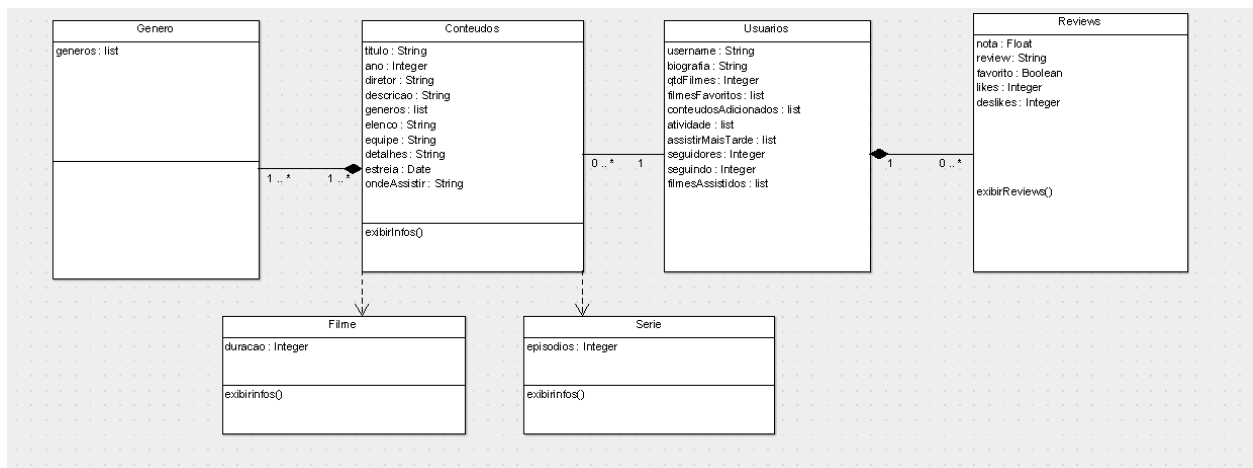 Genero
generos : list
Conteudos
titulo : String
ano : Integer
diretor : String
descricao : String
generos : list
elenco : String
equipe : String
detalhes : String
estreia : Date
ondeAssistir : String
exibirInfos()
Usuarios
username : String
biografia : String
qtdFilmes : Integer
filmesFavoritos : list
conteudosAdicionados : list
atividade : list
assistirMaisTarde : list
seguidores : Integer
seguindo : Integer
filmesAssistidos : list
Reviews
nota : Float
review : String
favorito : Boolean
likes : Integer
deslikes : Integer
exibirReviews()
1 .. *
1 .. *
0 .. *
1
1
0 .. *
Filme
duracao : Integer
exibirinfos()
Serie
episodios : Integer
exibirinfos()